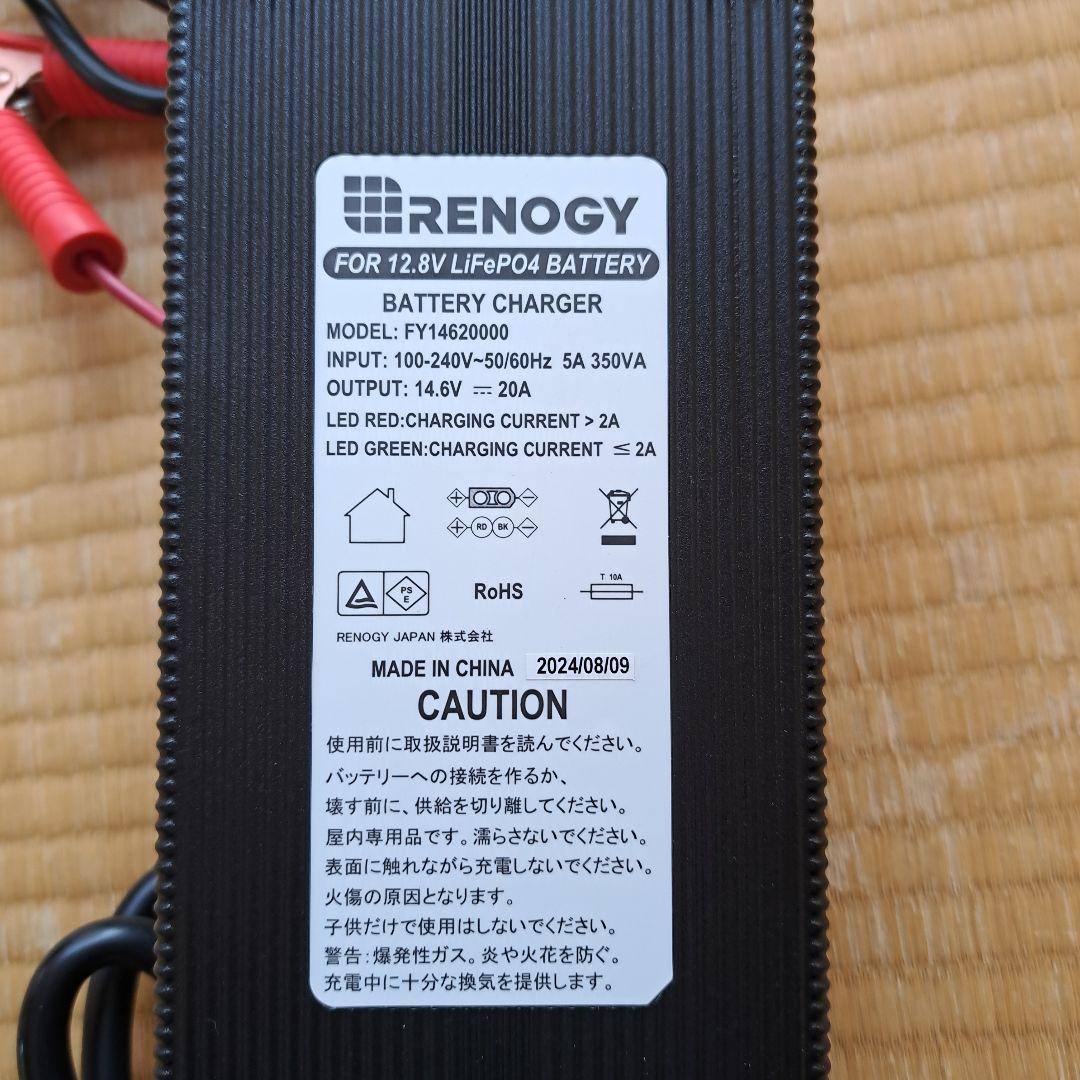 RENOGY
FOR 12.8V LiFePO4 BATTERY
BATTERY CHARGER
MODEL: FY14620000
INPUT: 100-240V~50/60Hz 5A 350VA
OUTPUT: 14.6V ⎓ 20A
LED RED:CHARGING CURRENT > 2A
LED GREEN:CHARGING CURRENT ≤ 2A
RD BK
PS E
RoHS
T 10A
RENOGY JAPAN 株式会社
MADE IN CHINA 2024/08/09
CAUTION
使用前に取扱説明書を読んでください。
バッテリーへの接続を作るか、
壊す前に、供給を切り離してください。
屋内専用品です。濡らさないでください。
表面に触れながら充電しないでください。
火傷の原因となります。
子供だけで使用はしないでください。
警告:爆発性ガス。炎や火花を防ぐ。
充電中に十分な換気を提供します。